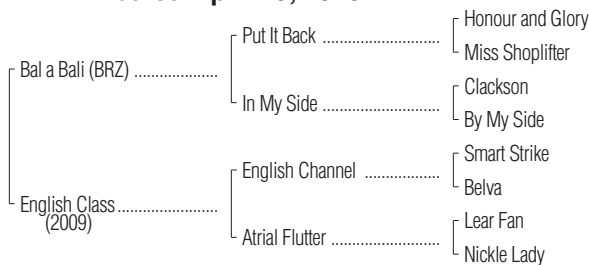 Honour and Glory
Put It Back ............................
Miss Shoplifter
Bal a Bali (BRZ) ....................
Clackson
In My Side ............................
By My Side
Smart Strike
English Channel ..................
Belva
English Class ........................
(2009)
Lear Fan
Atrial Flutter ..........................
Nickle Lady